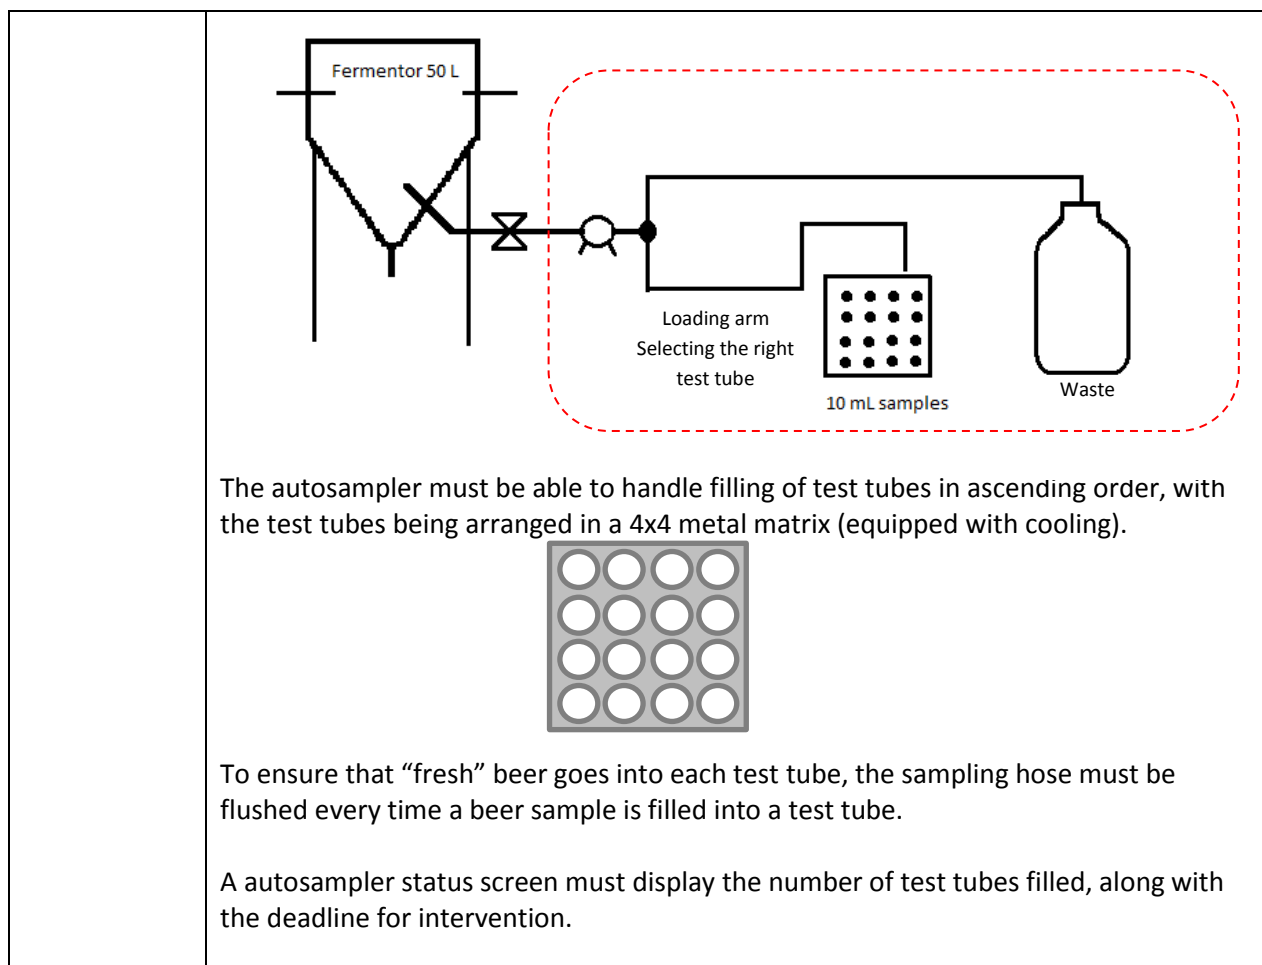 Fermentor 50 L
Loading arm
Selecting the right
test tube
10 mL samples
Waste
The autosampler must be able to handle filling of test tubes in ascending order, with
the test tubes being arranged in a 4x4 metal matrix (equipped with cooling).
To ensure that “fresh” beer goes into each test tube, the sampling hose must be
flushed every time a beer sample is filled into a test tube.
A autosampler status screen must display the number of test tubes filled, along with
the deadline for intervention.